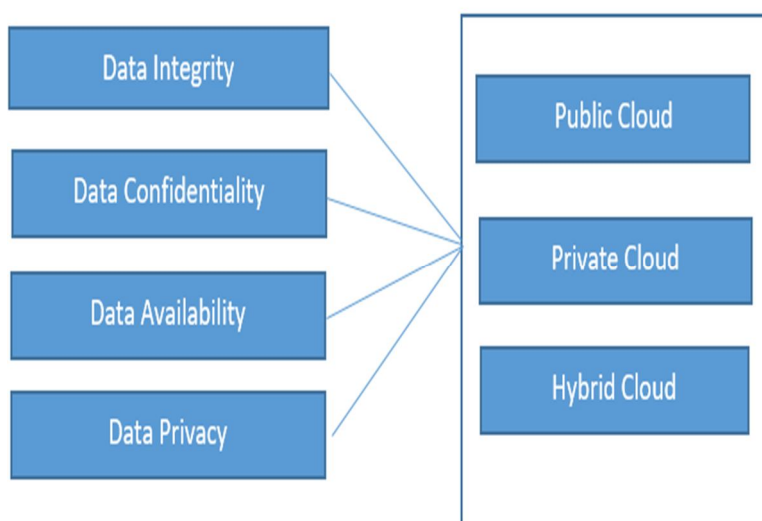 Data Integrity
Data Confidentiality
Data Availability
Data Privacy
Public Cloud
Private Cloud
Hybrid Cloud